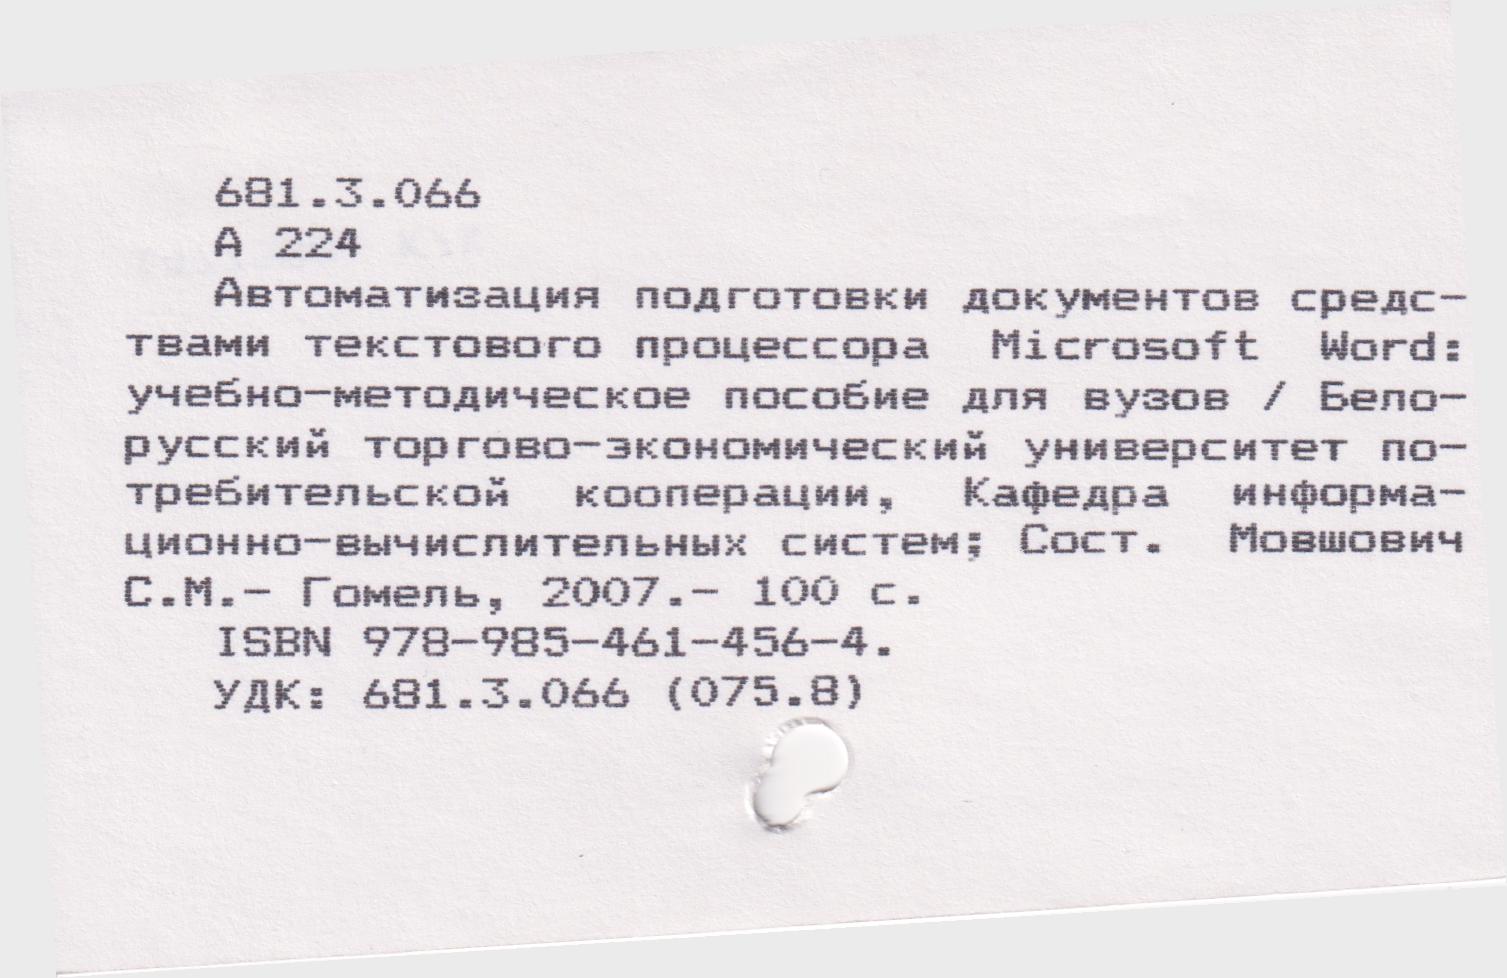 681.3.066
А 224
Автоматизация подготовки документов средс-
твами текстового процессора Microsoft Word:
учебно-методическое пособие для вузов / Бело-
русский торгово-экономический университет по-
требительской кооперации, Кафедра информа-
ционно-вычислительных систем; Сост. Мовшович
С.М.- Гомель, 2007.- 100 с.
ISBN 978-985-461-456-4.
УДК: 681.3.066 (075.8)